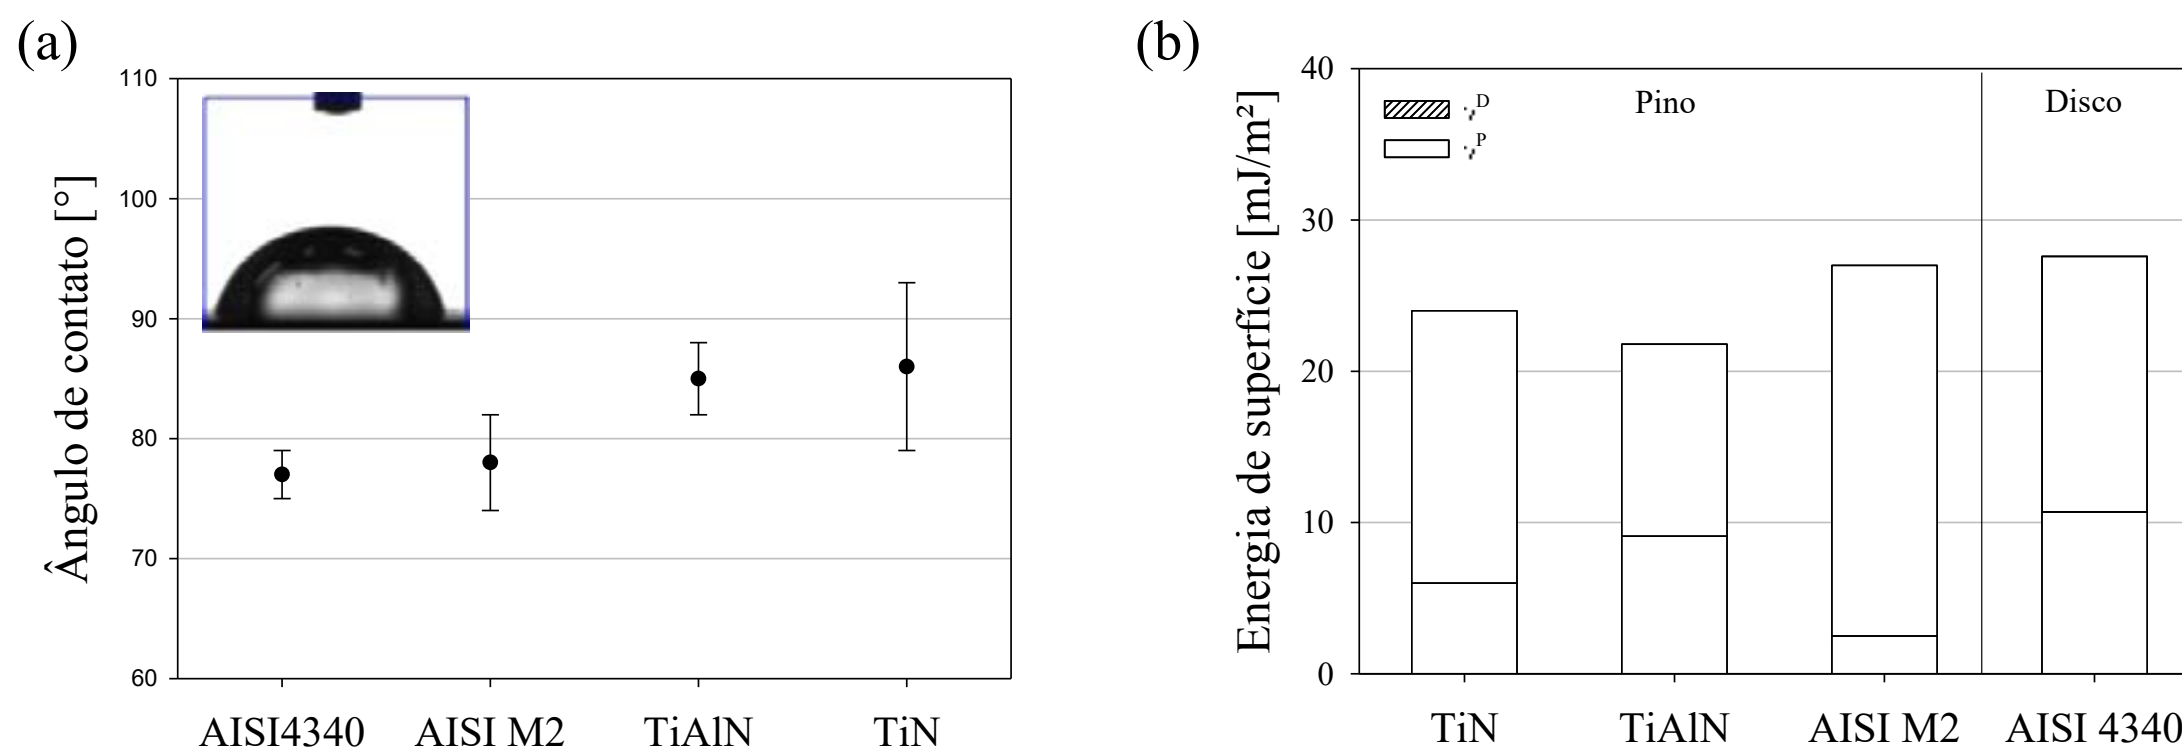 (a)
Ângulo de contato [°]
110
100
90
80
70
60
AISI4340 AISI M2 TiAlN TiN
(b)
Energia de superfície [mJ/m²]
40
30
20
10
0
D
P
Pino
Disco
TiN TiAlN AISI M2 AISI 4340